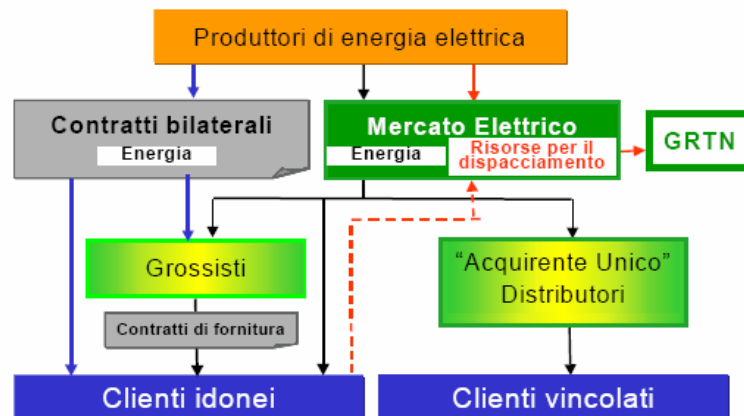 Produttori di energia elettrica
Contratti bilaterali
Energia
Mercato Elettrico
Energia
Risorse per il
dispacciamento
GRTN
Grossisti
“Acquirente Unico”
Distributori
Contratti di fornitura
Clienti idonei
Clienti vincolati